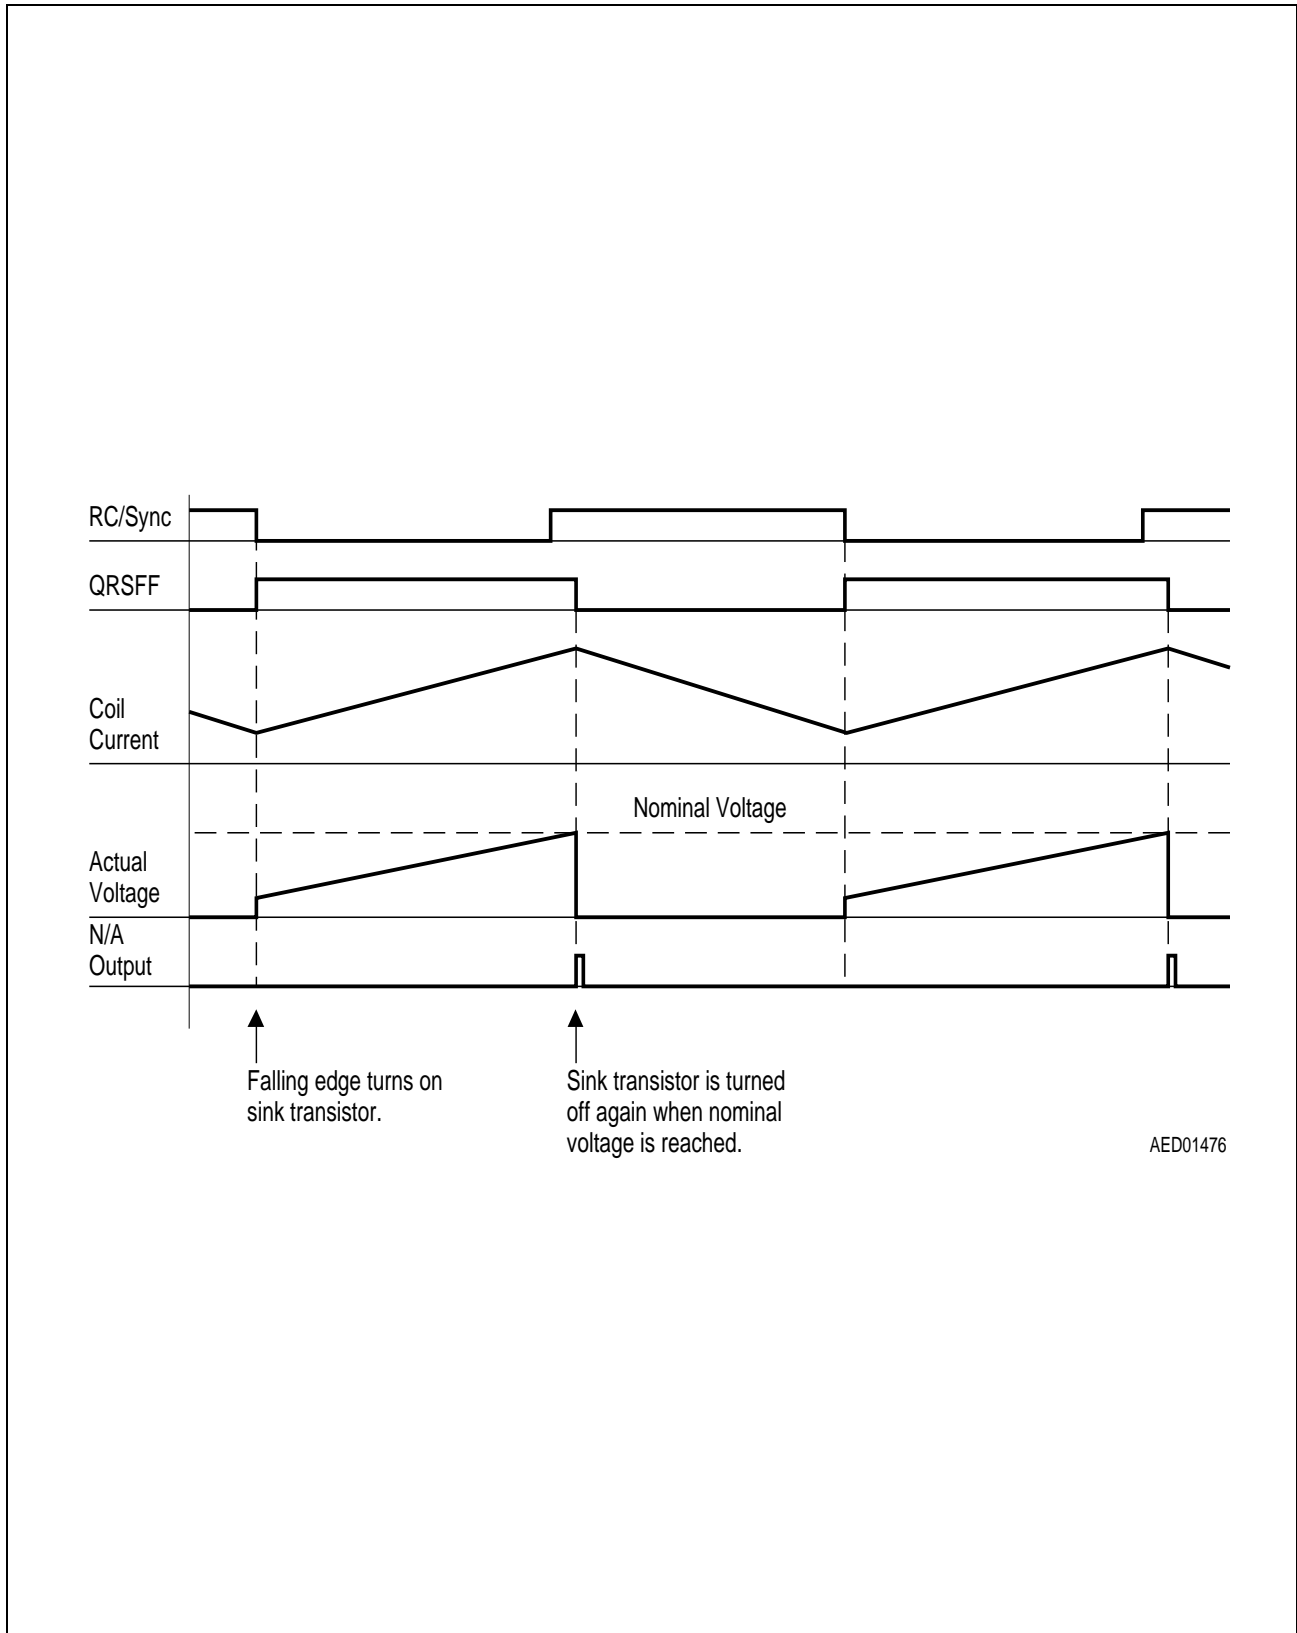 RC/Sync
QRSFF
Coil
Current
Nominal Voltage
Actual
Voltage
N/A
Output
Falling edge turns on
sink transistor.
Sink transistor is turned
off again when nominal
voltage is reached.
AED01476